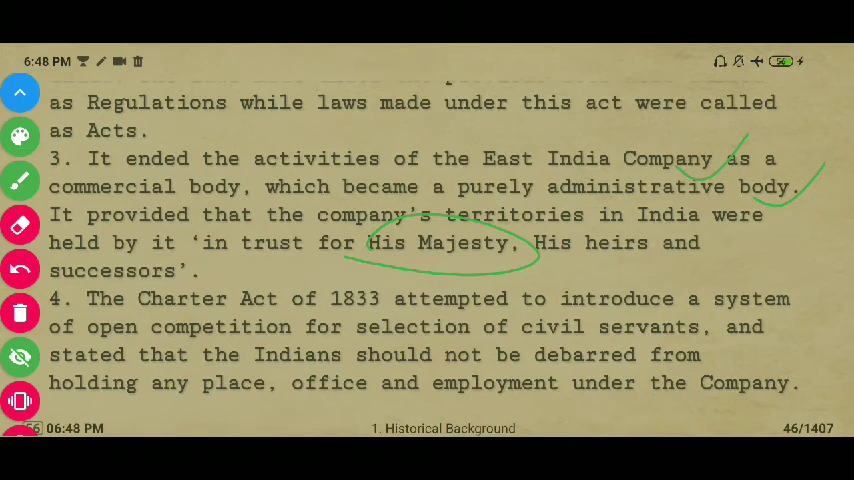 6:48 PM 56
as Regulations while laws made under this act were called
as Acts.
3. It ended the activities of the East India Company as a
commercial body, which became a purely administrative body.
It provided that the company's territories in India were
held by it ‘in trust for His Majesty, His heirs and
successors’.
4. The Charter Act of 1833 attempted to introduce a system
of open competition for selection of civil servants, and
stated that the Indians should not be debarred from
holding any place, office and employment under the Company.
56 06:48 PM 1. Historical Background 46/1407